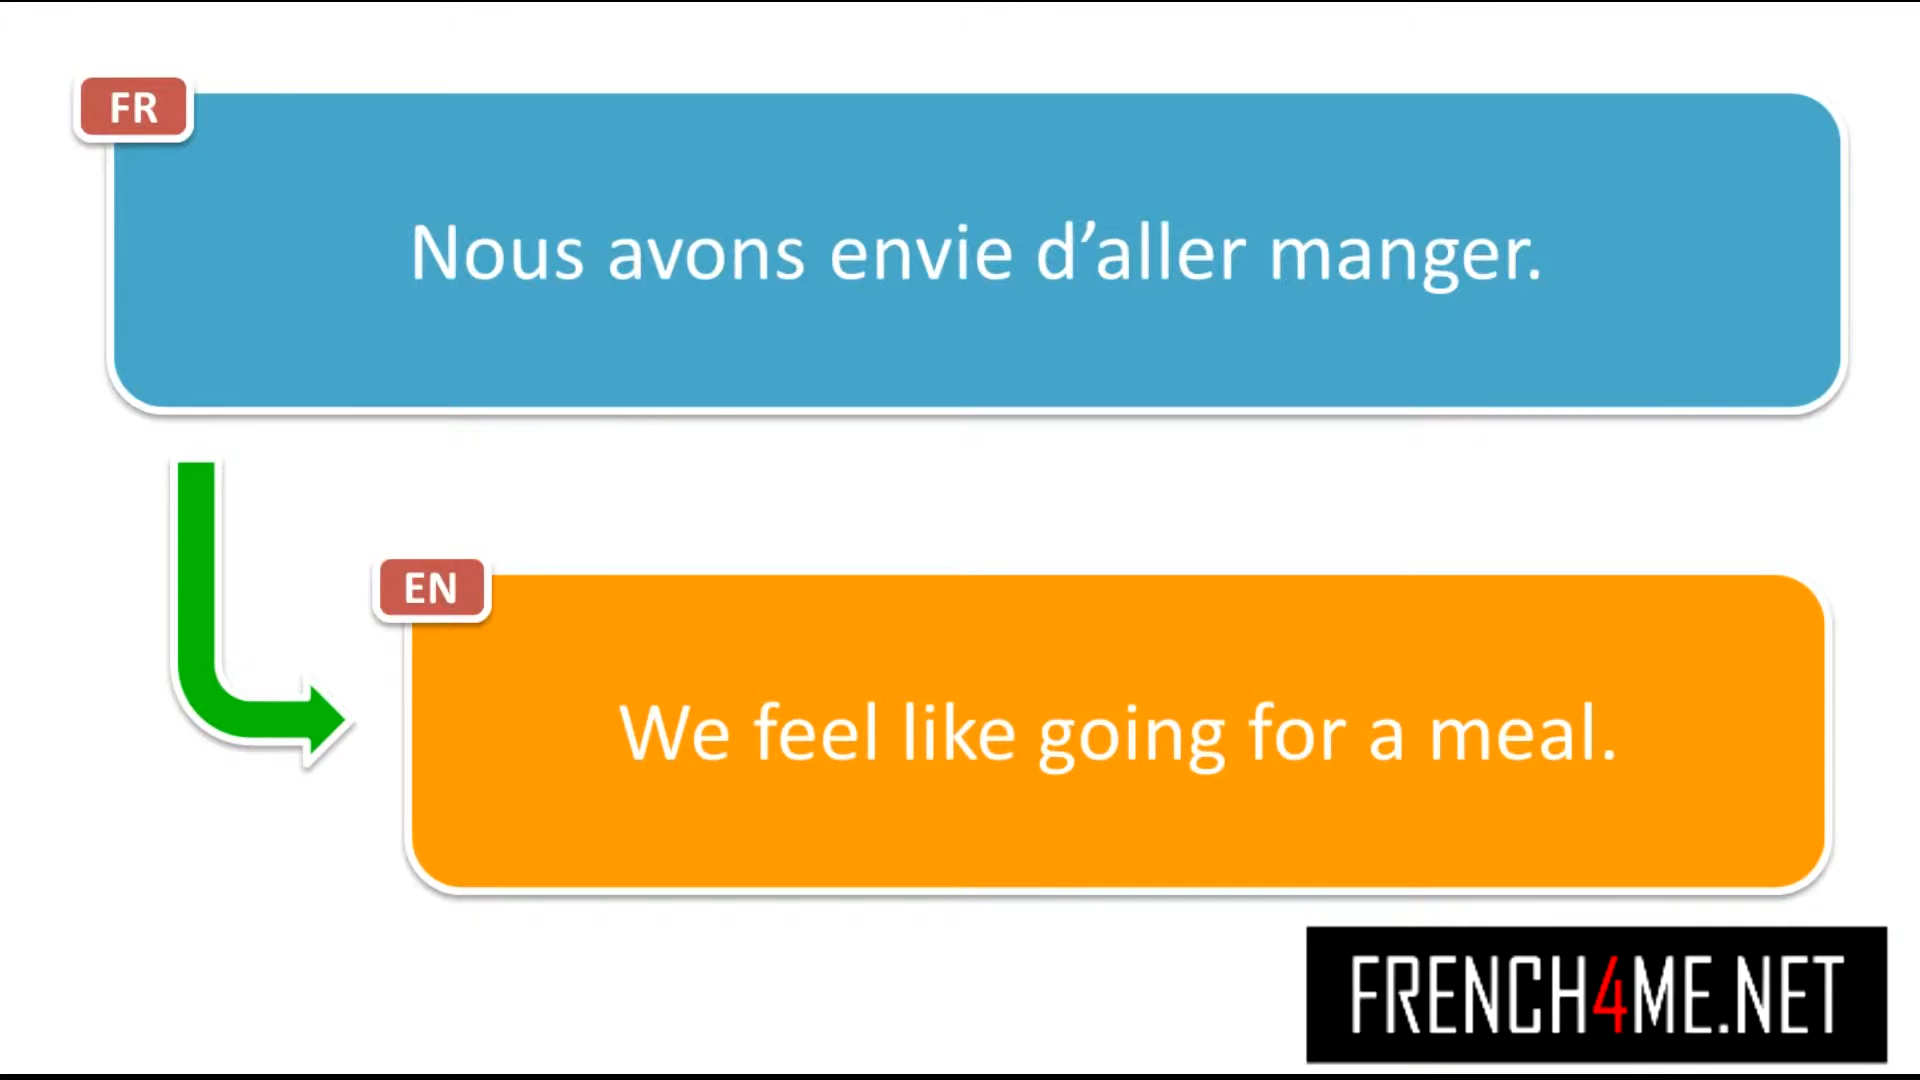 FR
Nous avons envie d’aller manger.
EN
We feel like going for a meal.
FRENCH4ME.NET